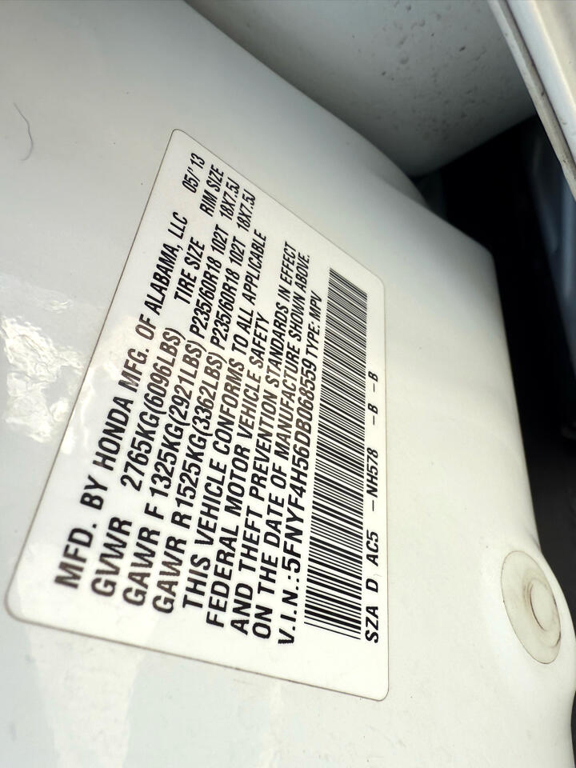 MFD. BY HONDA MFG. OF ALABAMA, LLC 05/'13
GVWR 2765KG(6096LBS) TIRE SIZE RIM SIZE
GAWR F 1325KG(2921LBS) P235/60R18 102T 18X7.5J
GAWR R 1525KG(3362LBS) P235/60R18 102T 18X7.5J
THIS VEHICLE CONFORMS TO ALL APPLICABLE
FEDERAL MOTOR VEHICLE SAFETY
AND THEFT PREVENTION STANDARDS IN EFFECT
ON THE DATE OF MANUFACTURE SHOWN ABOVE.
V.I.N.:5FNYF4H56DB068559 TYPE: MPV
SZA D AC5 -NH578 -B -B